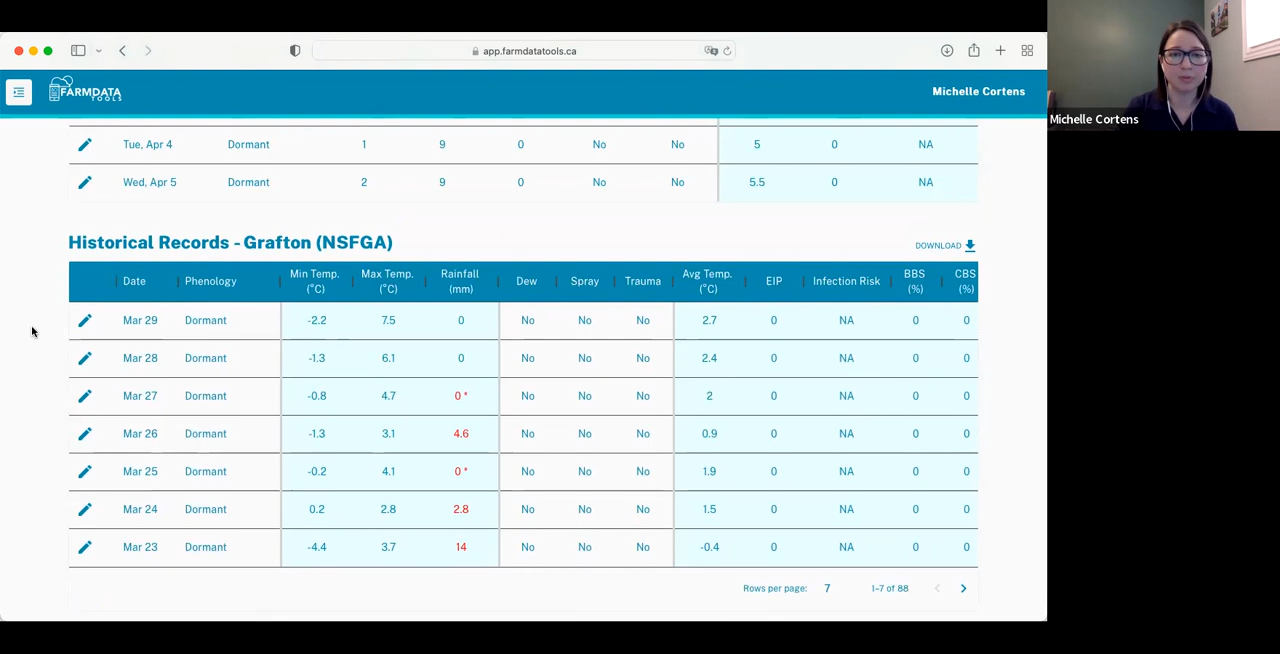 app.farmdatatools.ca
FARMDATA
TOOLS
Michelle Cortens
Michelle Cortens
Tue, Apr 4 Dormant 1 9 0 No No 5 0 NA
Wed, Apr 5 Dormant 2 9 0 No No 5.5 0 NA
Historical Records - Grafton (NSFGA)
DOWNLOAD
Date Phenology Min Temp. (°C) Max Temp. (°C) Rainfall (mm) Dew Spray Trauma Avg Temp. (°C) EIP Infection Risk BBS (%) CBS (%)
Mar 29 Dormant -2.2 7.5 0 No No No 2.7 0 NA 0 0
Mar 28 Dormant -1.3 6.1 0 No No No 2.4 0 NA 0 0
Mar 27 Dormant -0.8 4.7 0 * No No No 2 0 NA 0 0
Mar 26 Dormant -1.3 3.1 4.6 No No No 0.9 0 NA 0 0
Mar 25 Dormant -0.2 4.1 0 * No No No 1.9 0 NA 0 0
Mar 24 Dormant 0.2 2.8 2.8 No No No 1.5 0 NA 0 0
Mar 23 Dormant -4.4 3.7 14 No No No -0.4 0 NA 0 0
Rows per page: 7 1-7 of 88